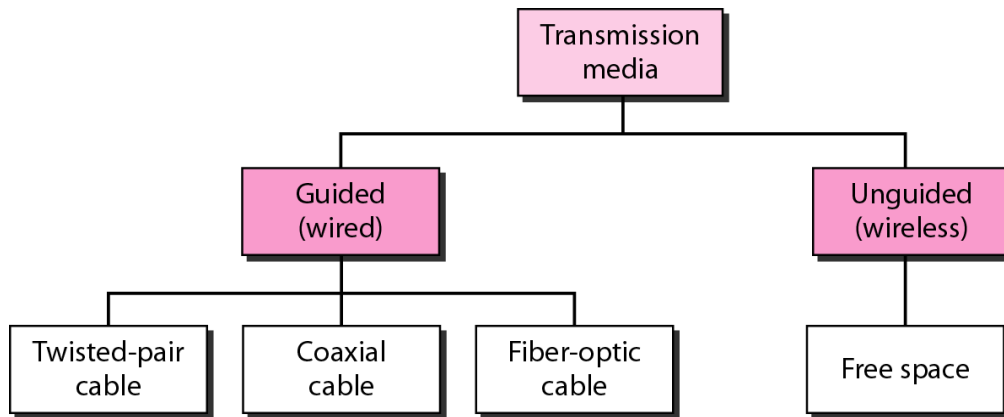 Transmission
media
Guided
(wired)
Unguided
(wireless)
Twisted-pair
cable
Coaxial
cable
Fiber-optic
cable
Free space